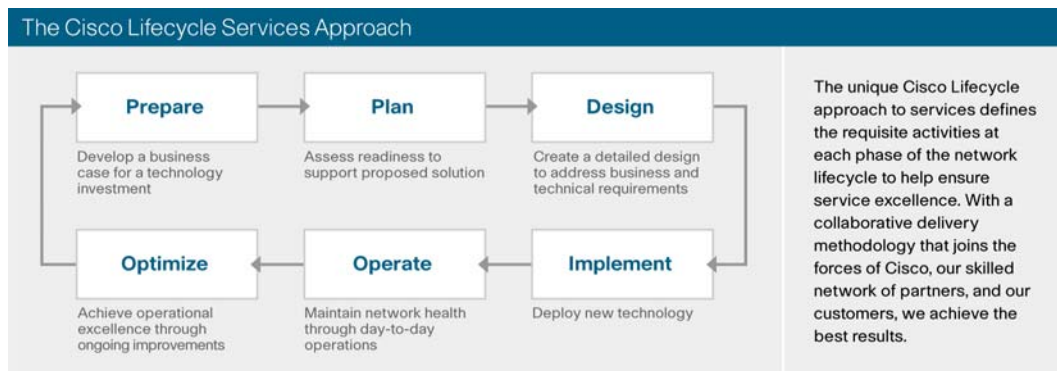 The Cisco Lifecycle Services Approach
Prepare
Develop a business
case for a technology
investment
Plan
Assess readiness to
support proposed solution
Design
Create a detailed design
to address business and
technical requirements
Optimize
Achieve operational
excellence through
ongoing improvements
Operate
Maintain network health
through day-to-day
operations
Implement
Deploy new technology
The unique Cisco Lifecycle
approach to services defines
the requisite activities at
each phase of the network
lifecycle to help ensure
service excellence. With a
collaborative delivery
methodology that joins the
forces of Cisco, our skilled
network of partners, and our
customers, we achieve the
best results.